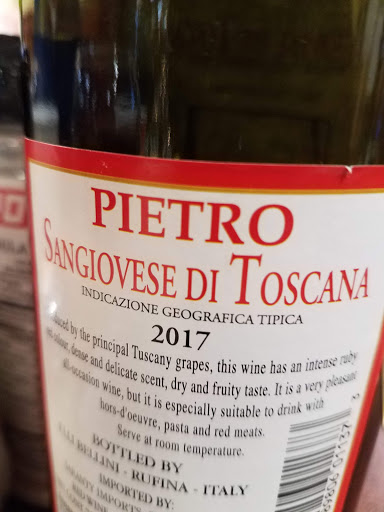 PIETRO
SANGIOVESE DI TOSCANA
INDICAZIONE GEOGRAFICA TIPICA
2017
by the principal Tuscany grapes, this wine has an intense ruby
dense and delicate scent, dry and fruity taste. It is a very pleasant
all-occasion wine, but it is especially suitable to drink with
hors-d'oeuvre, pasta and red meats.
Serve at room temperature.
BOTTLED BY
BELLINI - RUFINA - ITALY
IMPORTED BY:
IMPORTS